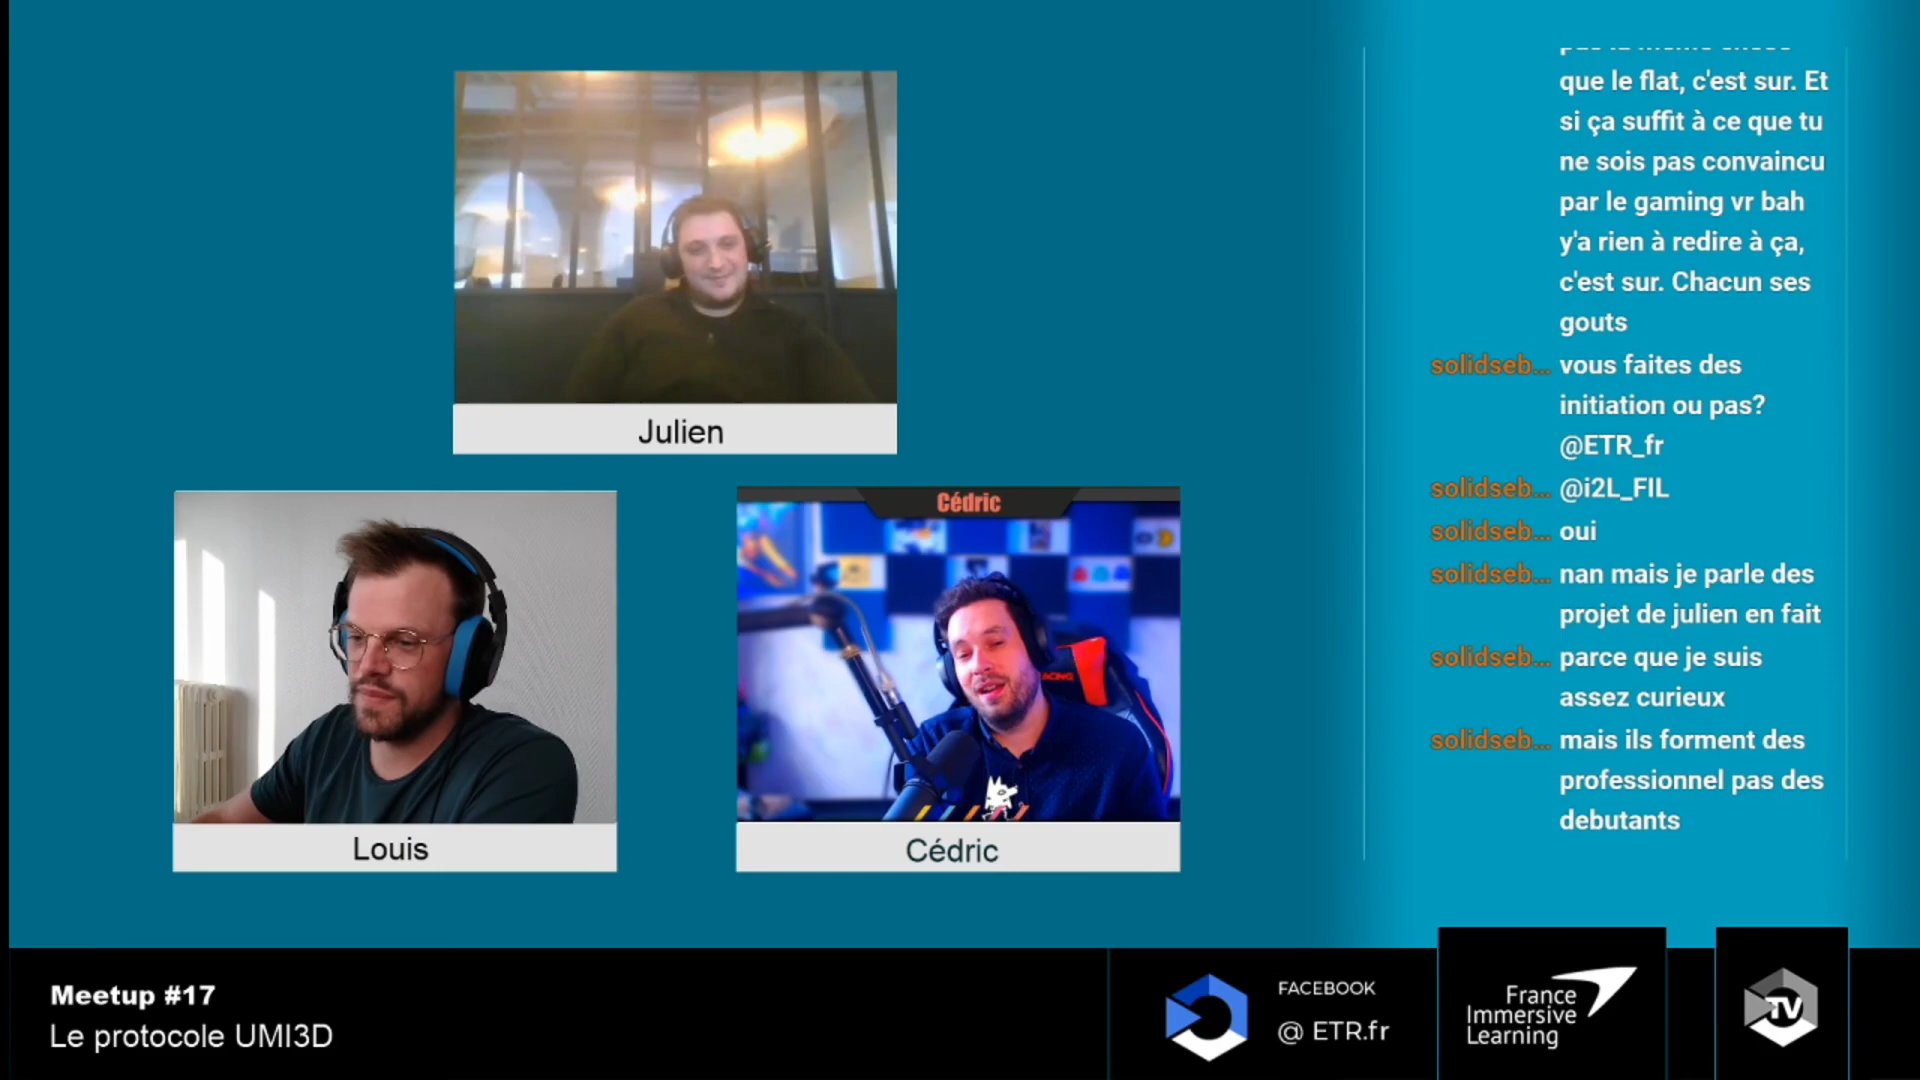 Julien
Louis
Cédric
Cédric
que le flat, c'est sur. Et
si ça suffit à ce que tu
ne sois pas convaincu
par le gaming vr bah
y'a rien à redire à ça,
c'est sur. Chacun ses
gouts
solidseb... vous faites des
initiation ou pas?
@ETR_fr
solidseb... @i2L_FIL
solidseb... oui
solidseb... nan mais je parle des
projet de julien en fait
solidseb... parce que je suis
assez curieux
solidseb... mais ils forment des
professionnel pas des
debutants
Meetup #17
Le protocole UMI3D
FACEBOOK
@ ETR.fr
France
Immersive
Learning
TV